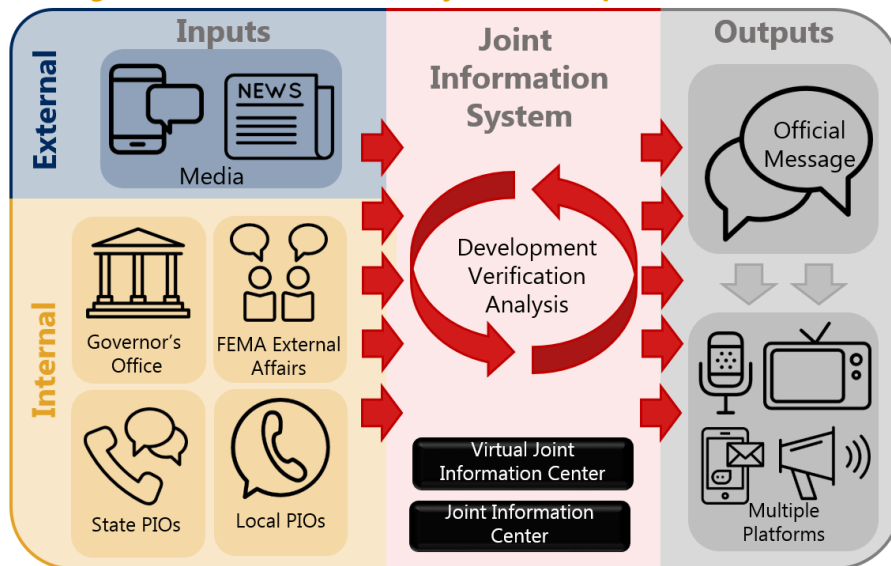 Inputs
Joint
Information
System
Outputs
External
NEWS
Media
Official
Message
Internal
Governor's
Office
FEMA External
Affairs
Development
Verification
Analysis
State PIOs
Local PIOs
Virtual Joint
Information Center
Joint Information
Center
Multiple
Platforms